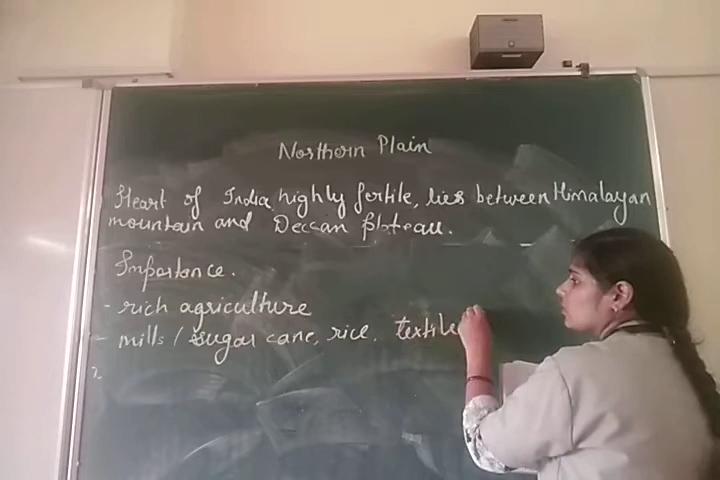 Northern Plain
Heart of India, highly fertile, lies between Himalayan
mountain and Deccan plateau.
Importance.
- rich agriculture
- mills / sugar cane, rice, textile